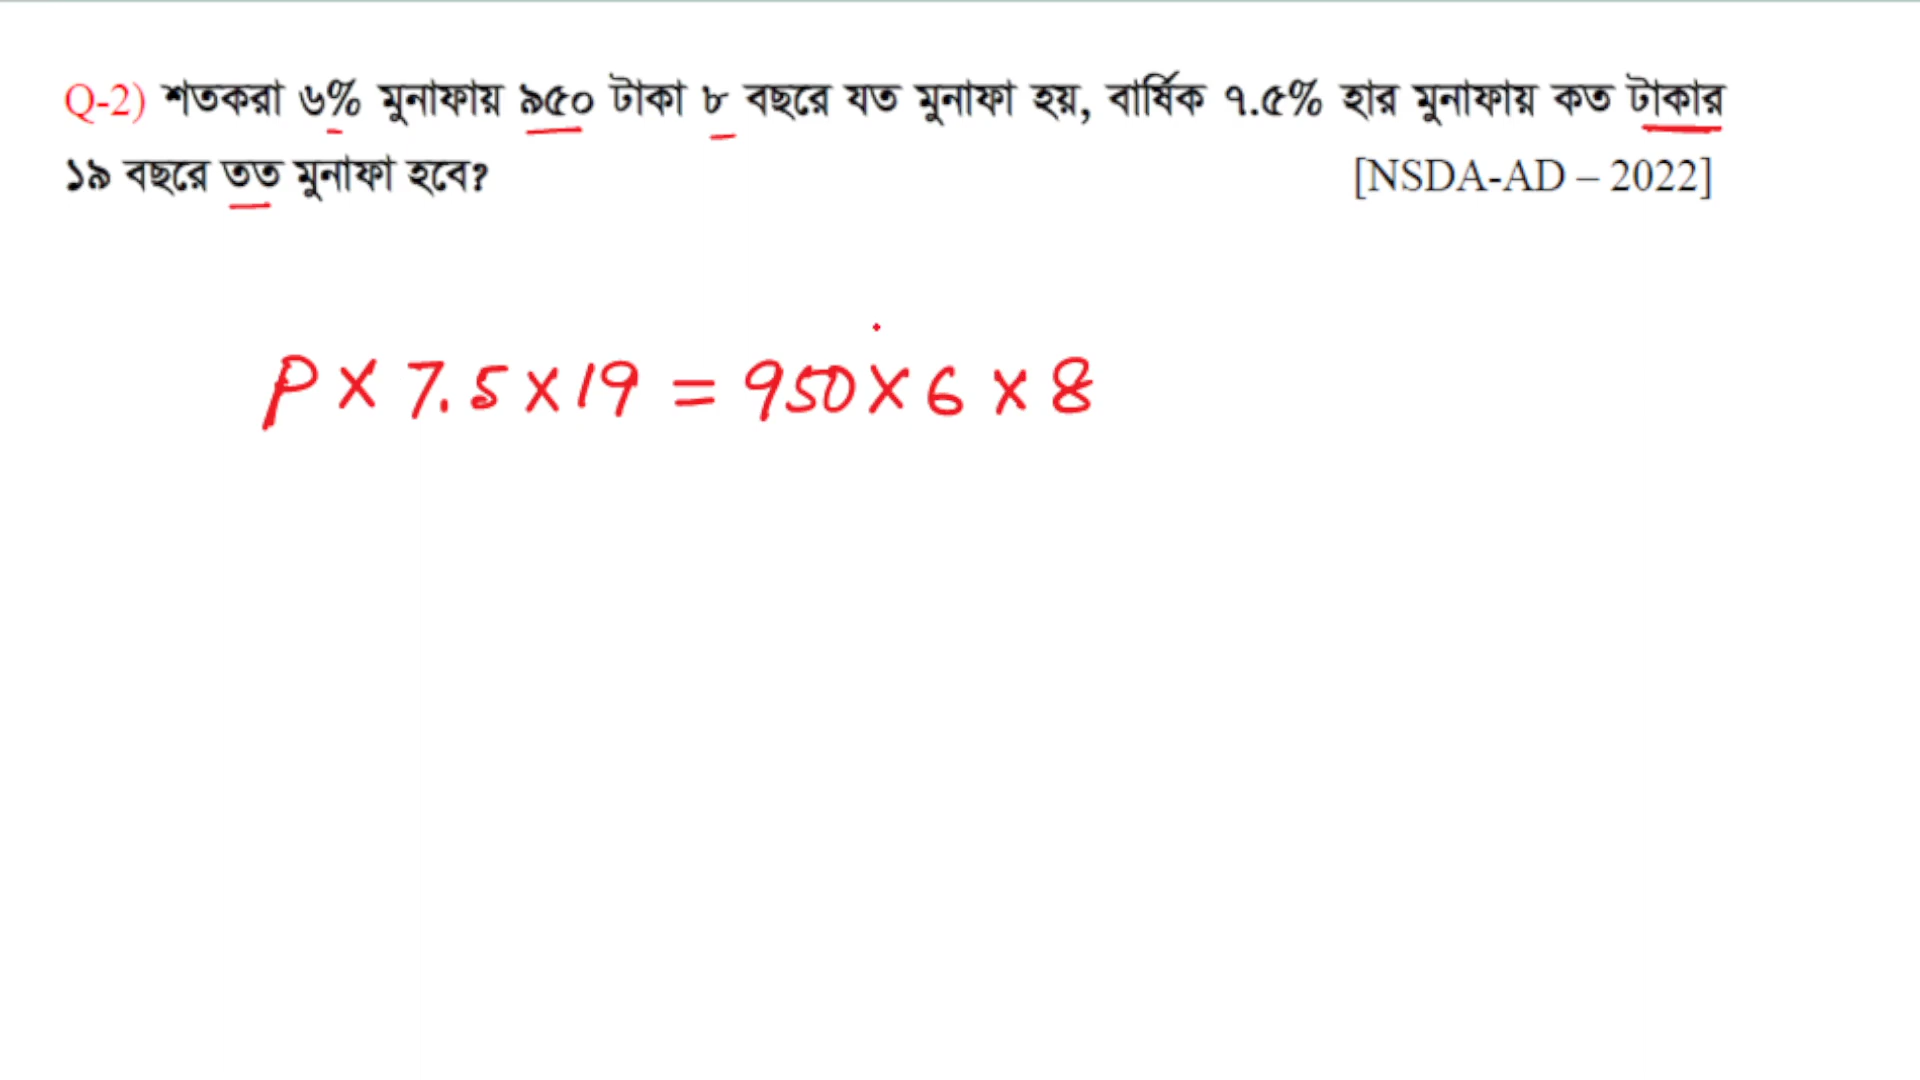 Q-2) শতকরা ৬% মুনাফায় ৯৫০ টাকা ৮ বছরে যত মুনাফা হয়, বার্ষিক ৭.৫% হার মুনাফায় কত টাকার
১৯ বছরে তত মুনাফা হবে? [NSDA-AD – 2022]
P × 7.5 × 19 = 950 × 6 × 8